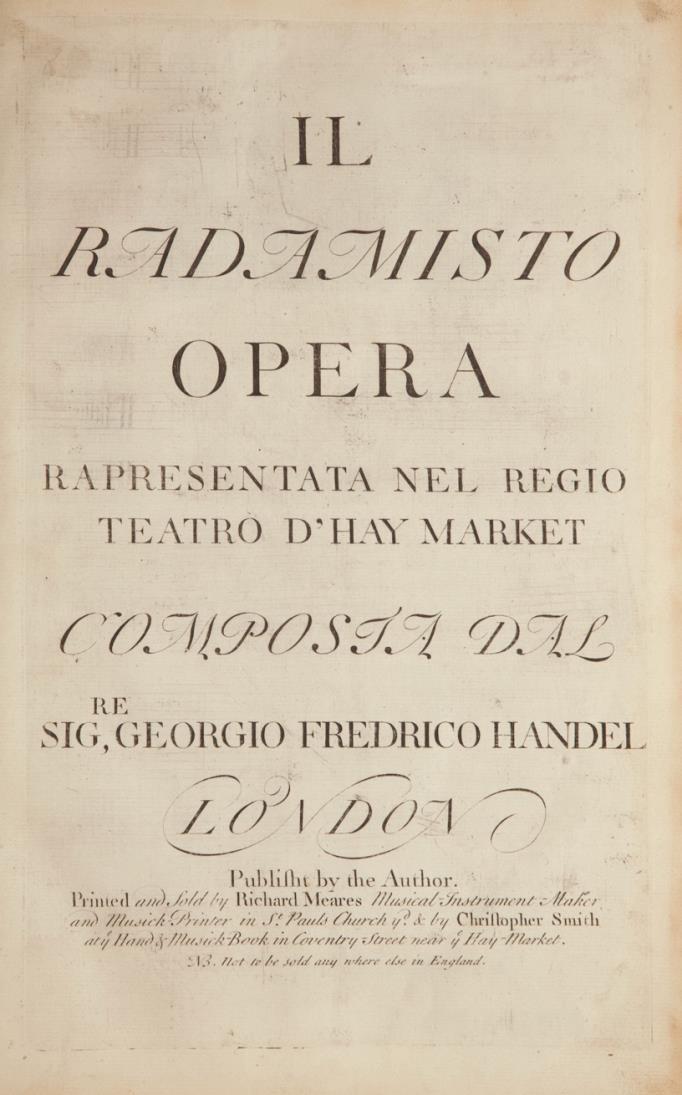 IL
RADAMISTO
OPERA
RAPRESENTATA NEL REGIO
TEATRO D'HAY MARKET
COMPOSTA DAL
RE
SIG, GEORGIO FREDRICO HANDEL
LONDON
Publisht by the Author.
Printed and Sold by Richard Meares Musical Instrument Maker
and Musick Printer in St. Pauls Church yd. & by Christopher Smith
at ye Hand & Musick-Book in Coventry Street near ye Hay-Market.
NB. Not to be sold any where else in England.